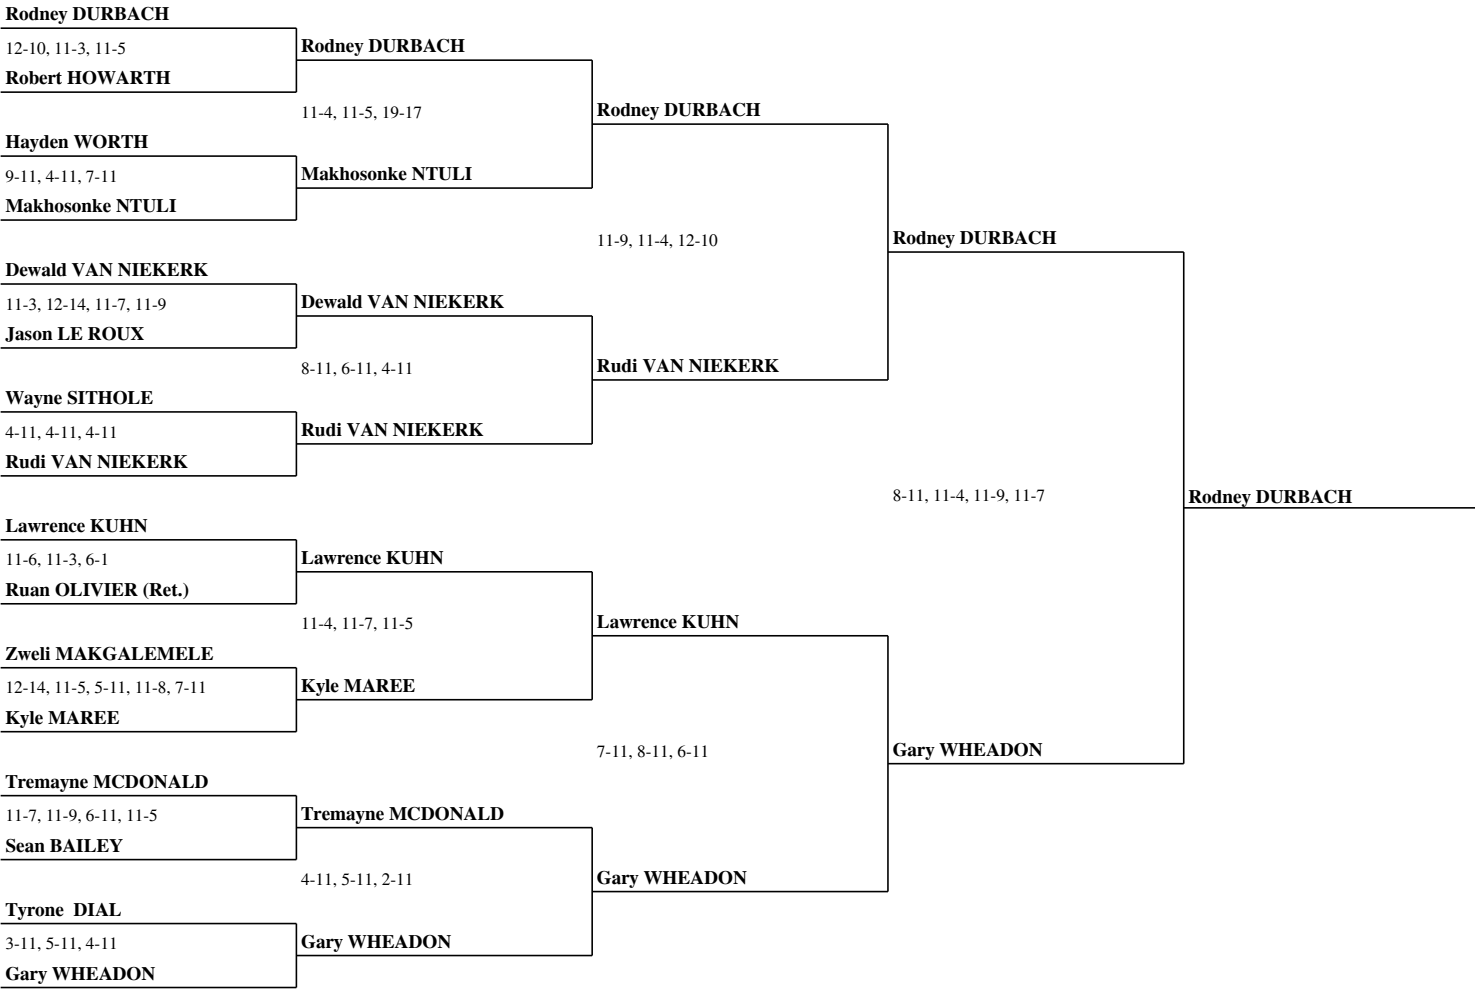 Rodney DURBACH
12-10, 11-3, 11-5
Robert HOWARTH
Hayden WORTH
9-11, 4-11, 7-11
Makhosonke NTULI
Dewald VAN NIEKERK
11-3, 12-14, 11-7, 11-9
Jason LE ROUX
Wayne SITHOLE
4-11, 4-11, 4-11
Rudi VAN NIEKERK
Lawrence KUHN
11-6, 11-3, 6-1
Ruan OLIVIER (Ret.)
Zweli MAKGALEMELE
12-14, 11-5, 5-11, 11-8, 7-11
Kyle MAREE
Tremayne MCDONALD
11-7, 11-9, 6-11, 11-5
Sean BAILEY
Tyrone  DIAL
3-11, 5-11, 4-11
Gary WHEADON
Rodney DURBACH
11-4, 11-5, 19-17
Makhosonke NTULI
Dewald VAN NIEKERK
8-11, 6-11, 4-11
Rudi VAN NIEKERK
Lawrence KUHN
11-4, 11-7, 11-5
Kyle MAREE
Tremayne MCDONALD
4-11, 5-11, 2-11
Gary WHEADON
Rodney DURBACH
11-9, 11-4, 12-10
Rudi VAN NIEKERK
Lawrence KUHN
7-11, 8-11, 6-11
Gary WHEADON
Rodney DURBACH
8-11, 11-4, 11-9, 11-7
Gary WHEADON
Rodney DURBACH